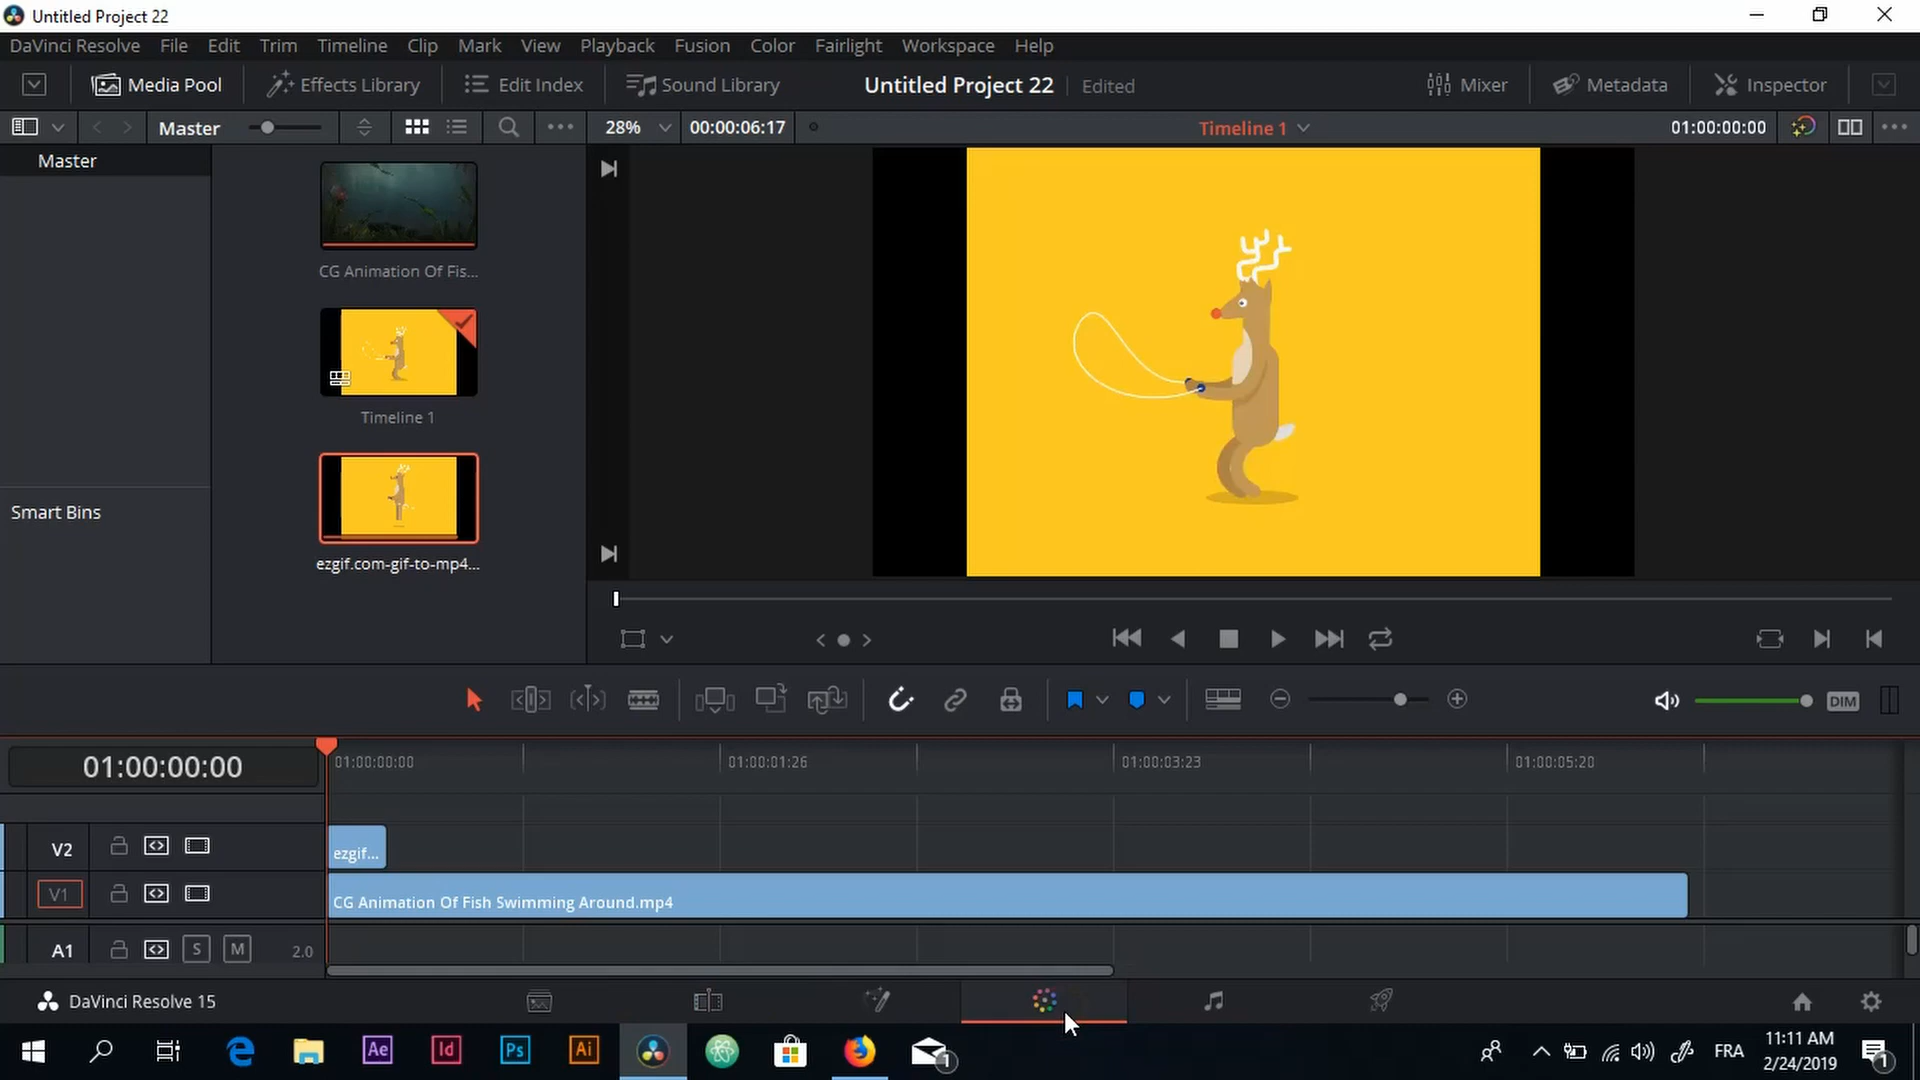 Untitled Project 22
DaVinci Resolve File Edit Trim Timeline Clip Mark View Playback Fusion Color Fairlight Workspace Help
Media Pool Effects Library Edit Index Sound Library Untitled Project 22 Edited Mixer Metadata Inspector
Master 28% 00:00:06:17 Timeline 1 01:00:00:00
Master
CG Animation Of Fis...
Timeline 1
ezgif.com-gif-to-mp4...
Smart Bins
DIM
01:00:00:00
01:00:00:00 01:00:01:26 01:00:03:23 01:00:05:20
V2 ezgif...
V1 CG Animation Of Fish Swimming Around.mp4
A1 S M 2.0
DaVinci Resolve 15
Ae Id Ps Ai 1 FRA 11:11 AM
2/24/2019 1